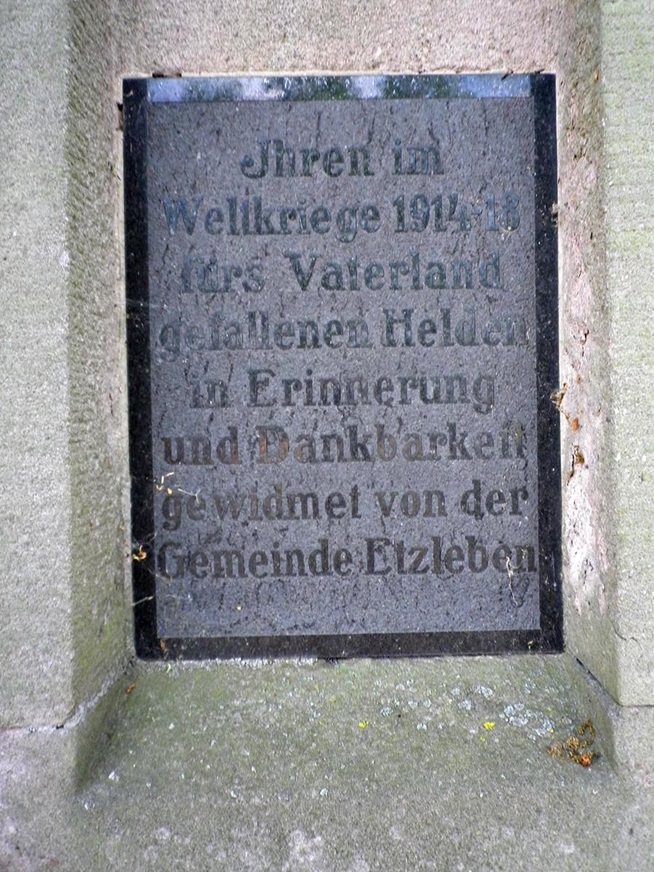 Jhren im
Weltkriege 1914-18
fürs Vaterland
gefallenen Helden
in Erinnerung
und Dankbarkeit
gewidmet von der
Gemeinde Etzleben